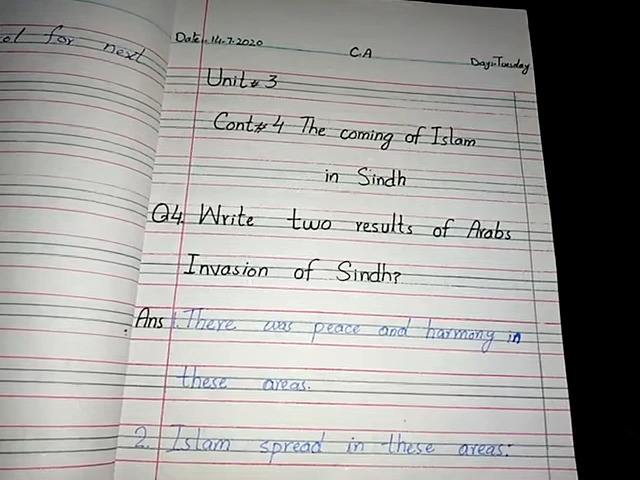 ol for next
Date:. 14.7.2020
C.A
Day:.Tuesday
Unit# 3
Cont# 4 The coming of Islam
in Sindh
Q4. Write two results of Arabs
Invasion of Sindh?
Ans 1. There was peace and harmony in
these areas.
2. Islam spread in these areas.